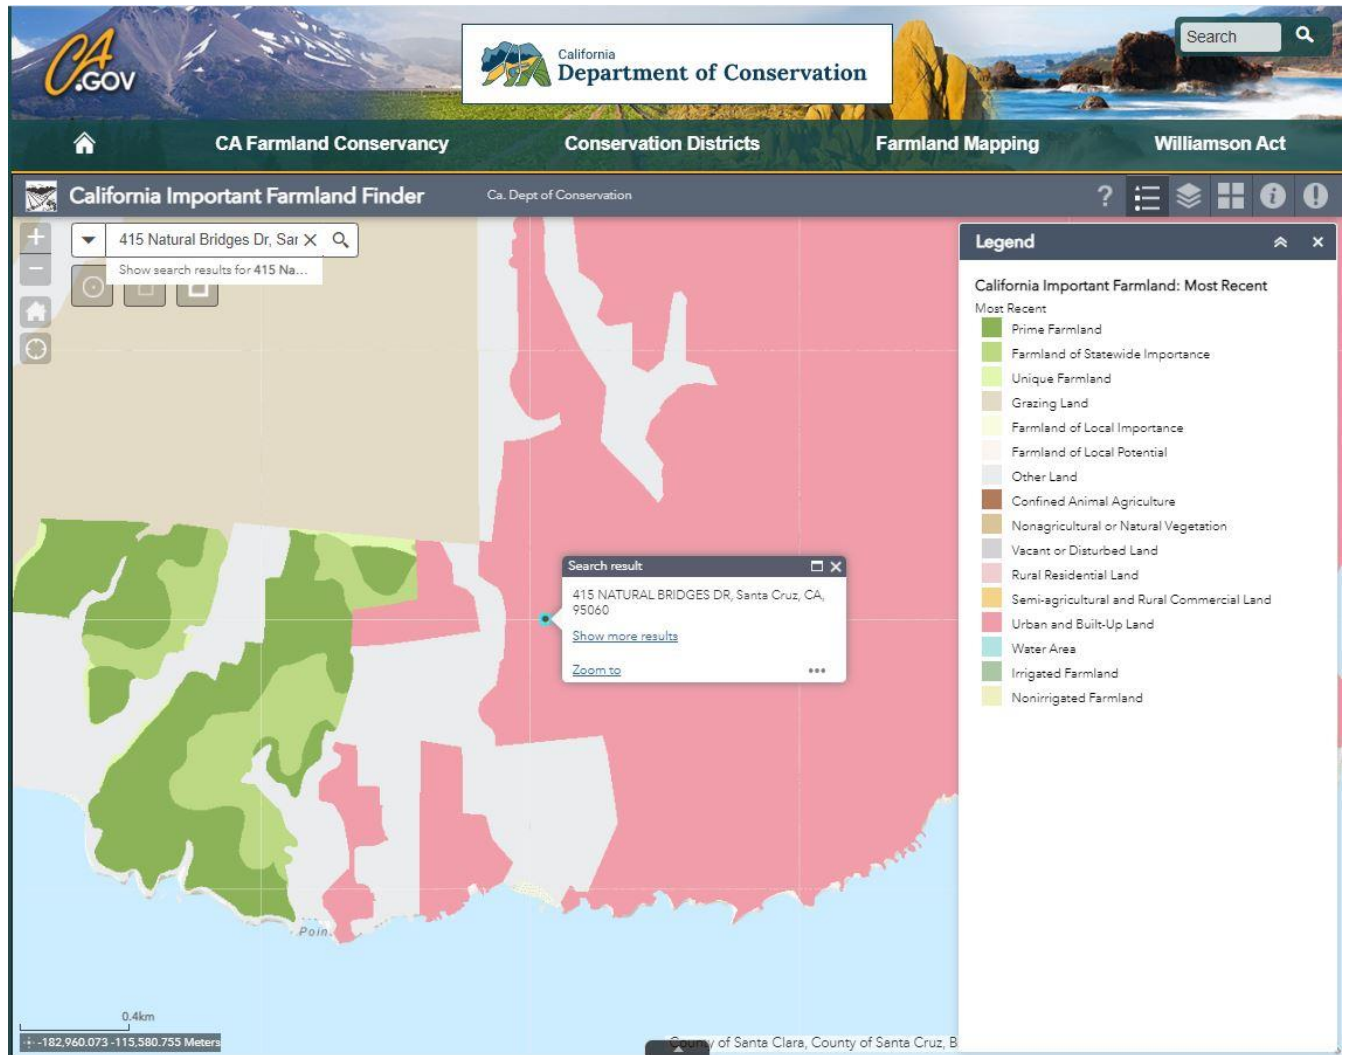 CA
.GOV
California
Department of Conservation
Search
CA Farmland Conservancy
Conservation Districts
Farmland Mapping
Williamson Act
California Important Farmland Finder
Ca. Dept of Conservation
?
415 Natural Bridges Dr, Sar
Show search results for 415 Na...
Legend
California Important Farmland: Most Recent
Most Recent
Prime Farmland
Farmland of Statewide Importance
Unique Farmland
Grazing Land
Farmland of Local Importance
Farmland of Local Potential
Other Land
Confined Animal Agriculture
Nonagricultural or Natural Vegetation
Vacant or Disturbed Land
Rural Residential Land
Semi-agricultural and Rural Commercial Land
Urban and Built-Up Land
Water Area
Irrigated Farmland
Nonirrigated Farmland
Search result
415 NATURAL BRIDGES DR, Santa Cruz, CA,
95060
Show more results
Zoom to
Poin
0.4km
-182,960.073 -115,580.755 Meters
County of Santa Clara, County of Santa Cruz, B